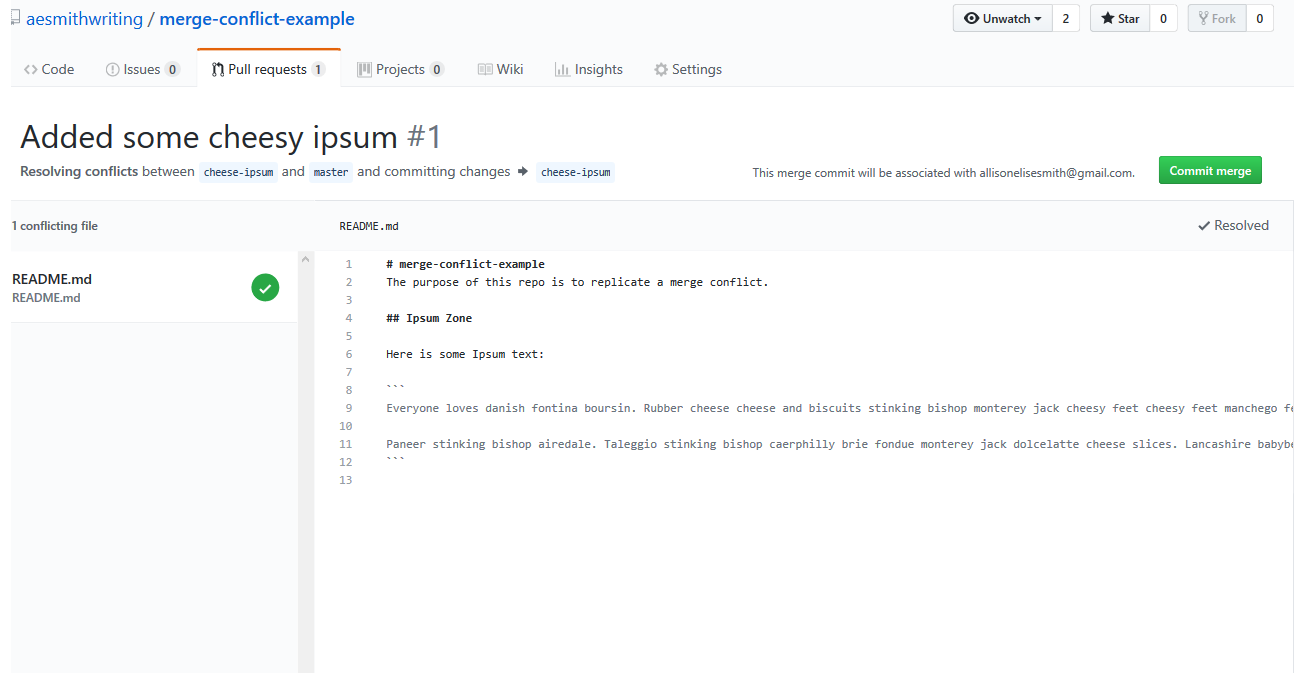 aesmithwriting / merge-conflict-example
Unwatch 2 Star 0 Fork 0
Code Issues 0 Pull requests 1 Projects 0 Wiki Insights Settings
Added some cheesy ipsum #1
Resolving conflicts between cheese-ipsum and master and committing changes cheese-ipsum
This merge commit will be associated with allisonelisesmith@gmail.com.
Commit merge
1 conflicting file
README.md
Resolved
README.md
README.md
1 # merge-conflict-example
2 The purpose of this repo is to replicate a merge conflict.
3
4 ## Ipsum Zone
5
6 Here is some Ipsum text:
7
8 ```
9 Everyone loves danish fontina boursin. Rubber cheese cheese and biscuits stinking bishop monterey jack cheesy feet cheesy feet manchego
10
11 Paneer stinking bishop airedale. Taleggio stinking bishop caerphilly brie fondue monterey jack dolcelatte cheese slices. Lancashire
12 ```
13